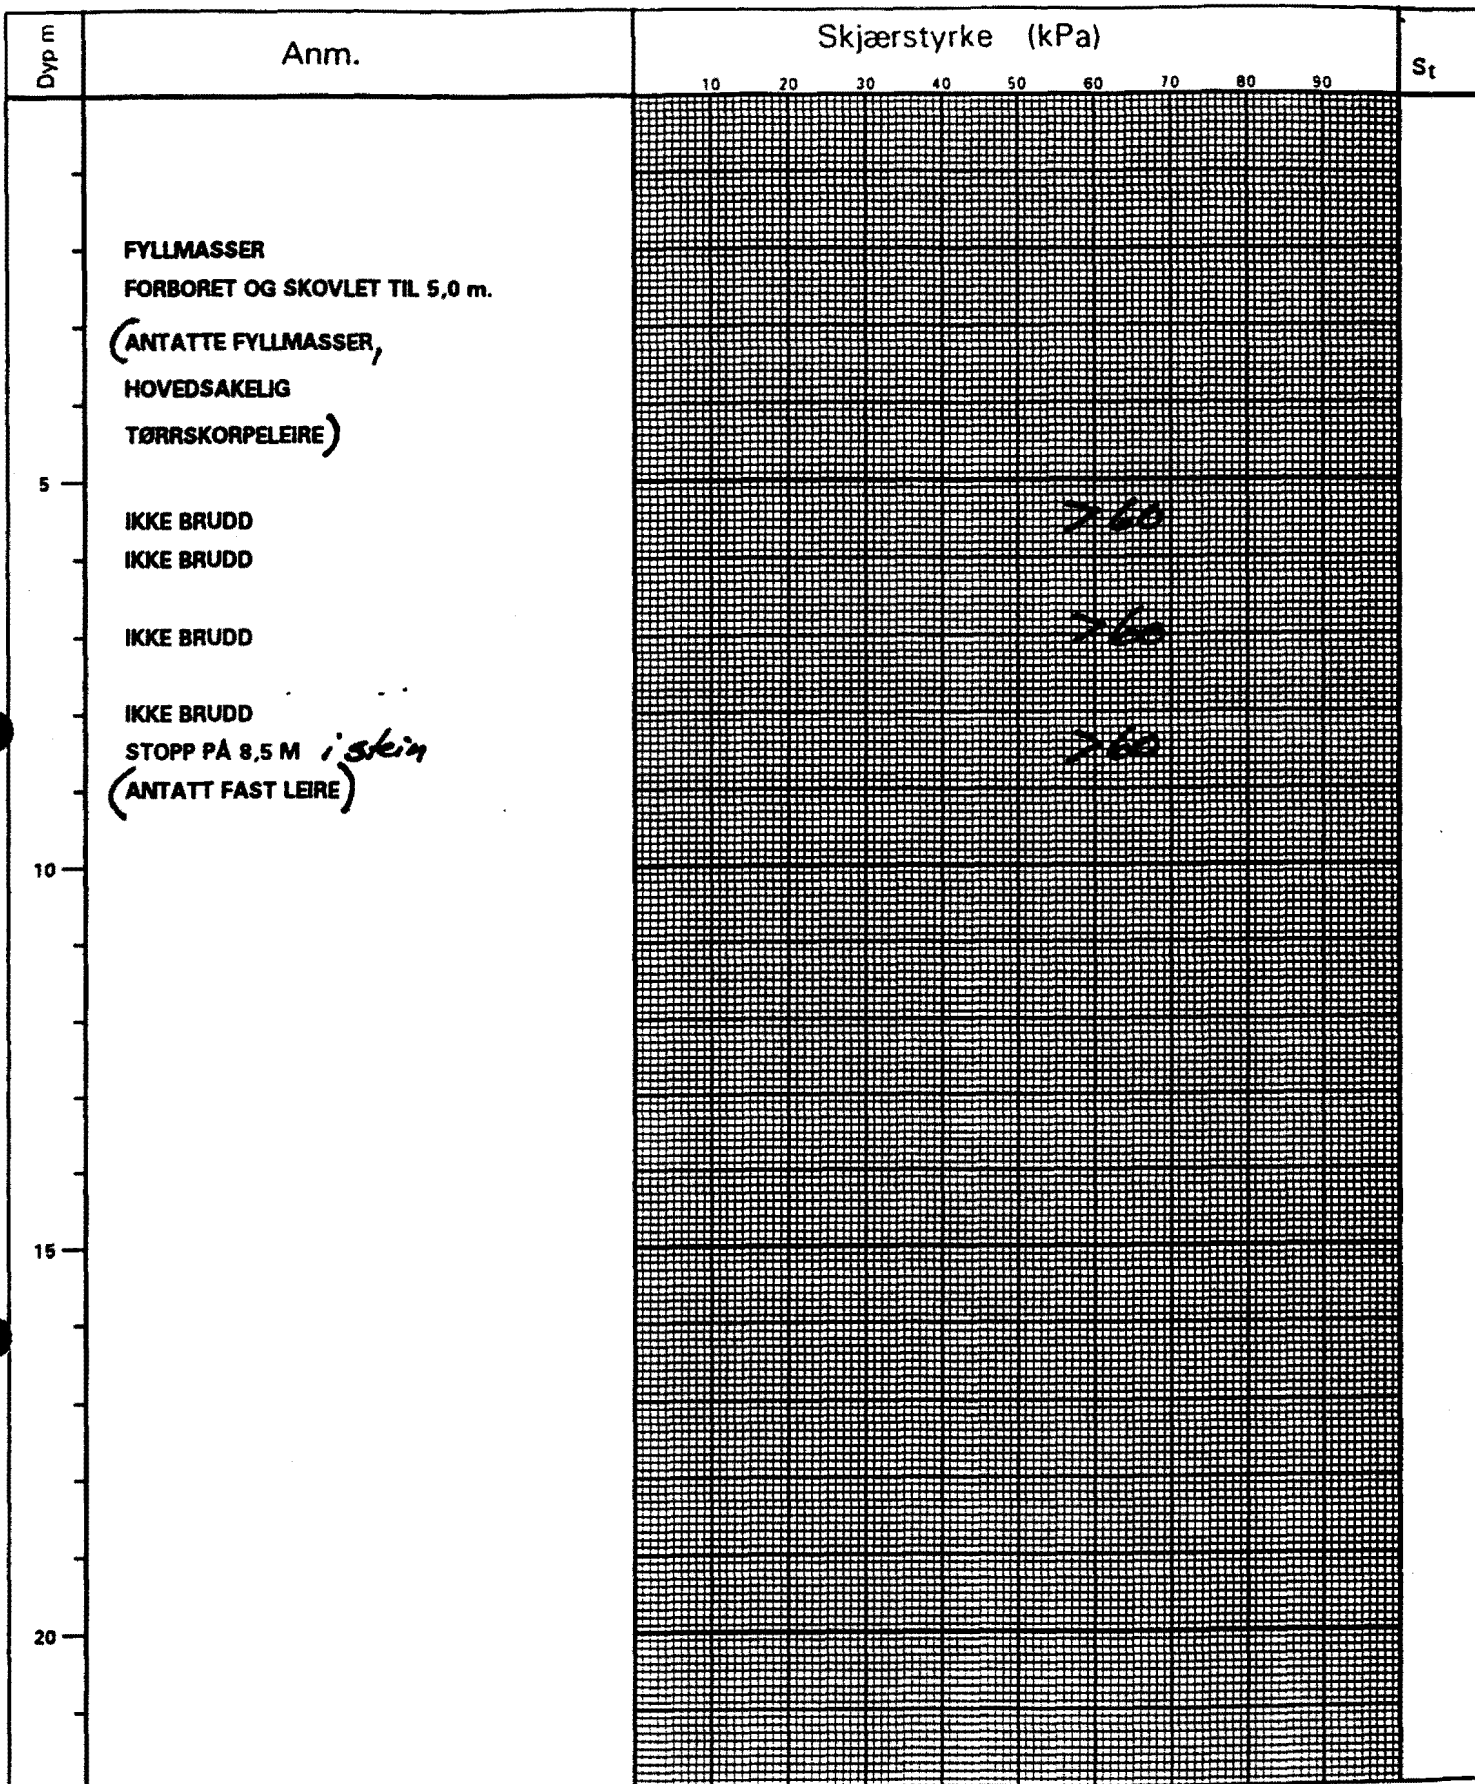 Dyp m
Anm.
Skjærstyrke (kPa)
St
10 20 30 40 50 60 70 80 90
FYLLMASSER
FORBORET OG SKOVLET TIL 5,0 m.
(ANTATTE FYLLMASSER,
HOVEDSAKELIG
TØRRSKORPELEIRE)
5
IKKE BRUDD >60
IKKE BRUDD
IKKE BRUDD >60
IKKE BRUDD
STOPP PÅ 8,5 M i stein >60
(ANTATT FAST LEIRE)
10
15
20